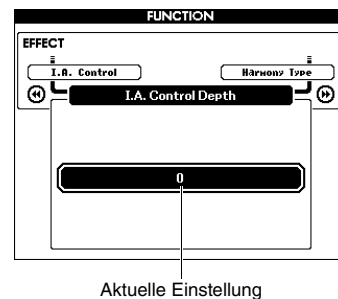 FUNCTION
EFFECT
I.A. Control
Harmony Type
I.A. Control Depth
0
Aktuelle Einstellung